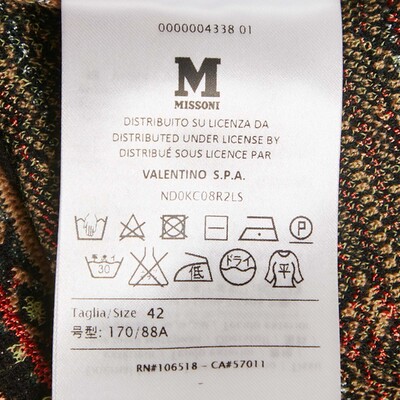 0000004338 01
M
MISSONI
DISTRIBUITO SU LICENZA DA
DISTRIBUTED UNDER LICENSE BY
DISTRIBUÉ SOUS LICENCE PAR
VALENTINO S.P.A.
ND0KC08R2LS
P
30 低 ドライ 平
Taglia/Size 42
号型: 170/88A
RN#106518 - CA#57011